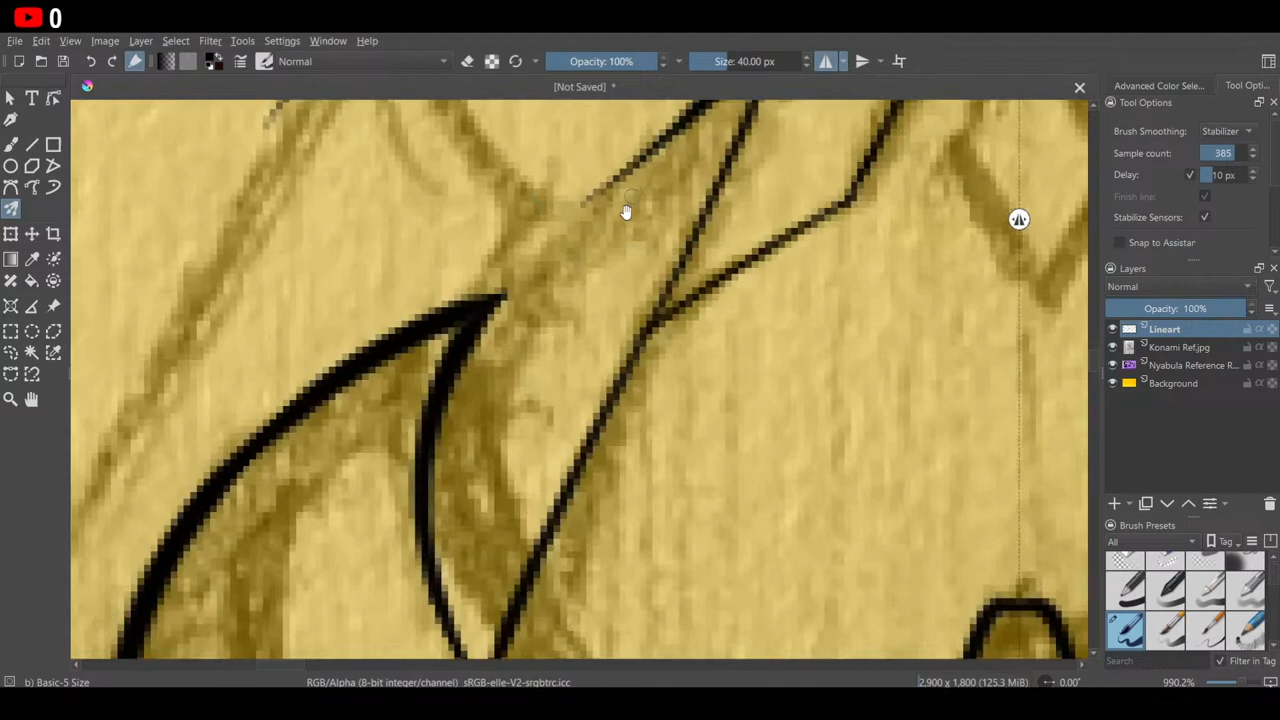 0
File Edit View Image Layer Select Filter Tools Settings Window Help
Normal Opacity: 100% Size: 40.00 px
[Not Saved] *
Advanced Color Selec... Tool Opti...
Tool Options
Brush Smoothing: Stabilizer
Sample count: 385
Delay: 10 px
Finish line:
Stabilize Sensors:
Snap to Assistar
Layers
Normal
Opacity: 100%
Lineart
Konami Ref.jpg
Nyabula Reference R...
Background
Brush Presets
All Tag
Search Filter in Tag
b) Basic-5 Size RGB/Alpha (8-bit integer/channel) sRGB-elle-V2-srgbtrc.icc 2,900 x 1,800 (125.3 MiB) 0.00° 990.2%